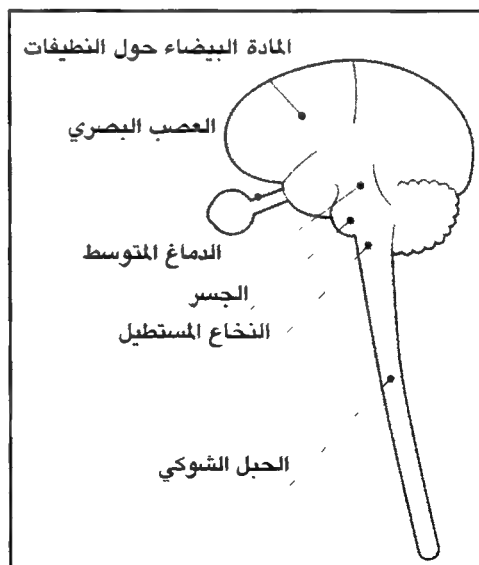 المادة البيضاء حول النطيفات
العصب البصري
الدماغ المتوسط
الجسر
النخاع المستطيل
الحبل الشوكي